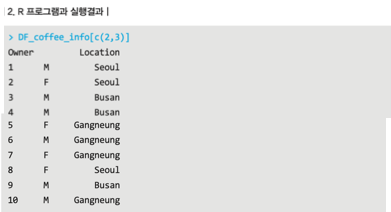 2. R 프로그램과 실행결과 |
> DF_coffee_info[c(2,3)]
Owner Location
1 M Seoul
2 F Seoul
3 M Busan
4 M Busan
5 F Gangneung
6 M Gangneung
7 F Gangneung
8 F Seoul
9 M Busan
10 M Gangneung